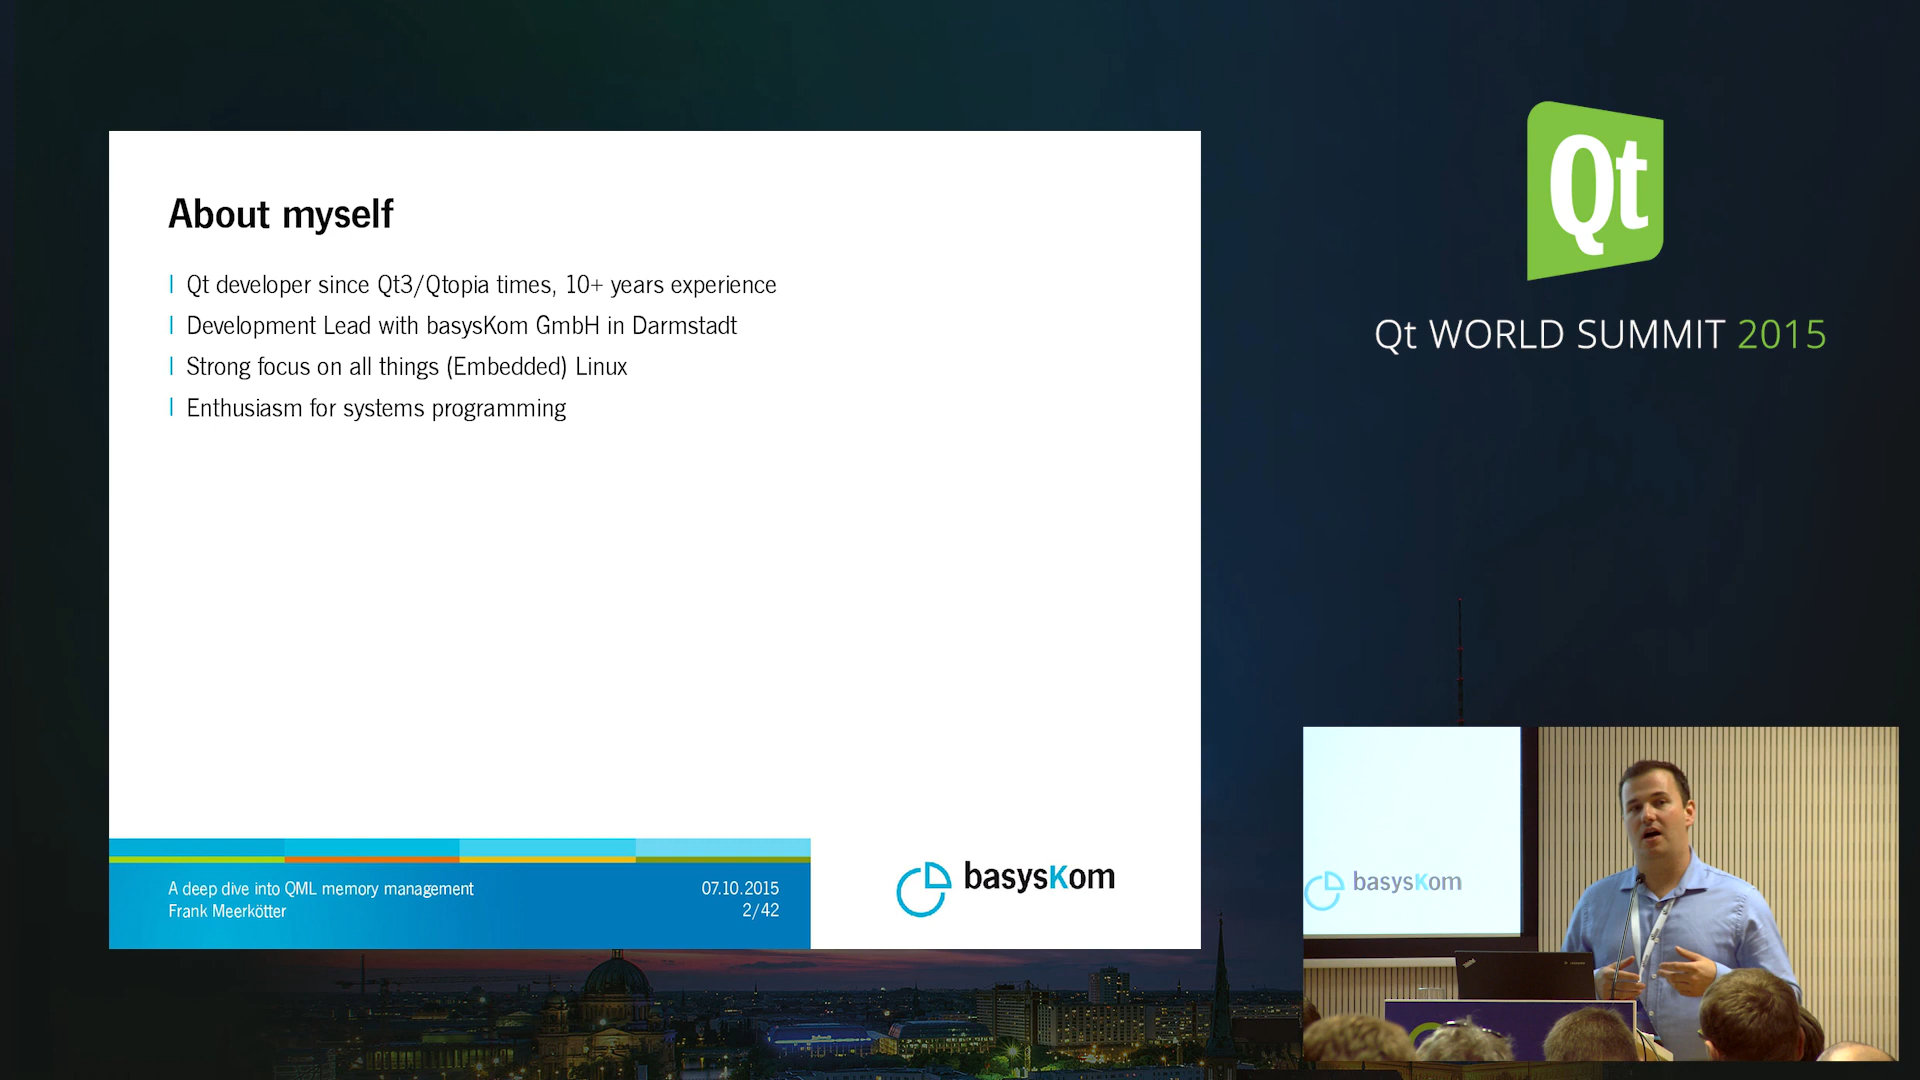 About myself
Qt developer since Qt3/Qtopia times, 10+ years experience
Development Lead with basysKom GmbH in Darmstadt
Strong focus on all things (Embedded) Linux
Enthusiasm for systems programming
A deep dive into QML memory management
Frank Meerkötter
07.10.2015
2/42
basysKom
Qt
Qt WORLD SUMMIT 2015
basysKom